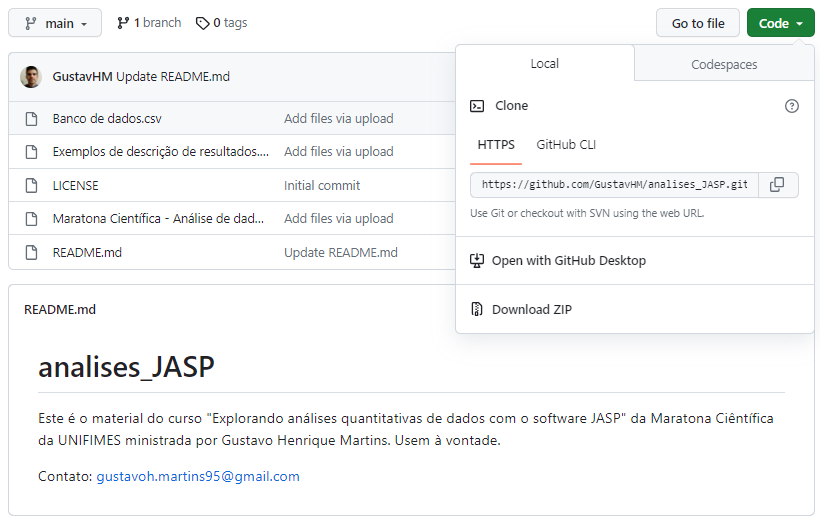 main
1 branch
0 tags
Go to file
Code
GustavHM Update README.md
Banco de dados.csv Add files via upload
Exemplos de descrição de resultados.... Add files via upload
LICENSE Initial commit
Maratona Científica - Análise de dad... Add files via upload
README.md Update README.md
Local
Codespaces
Clone
HTTPS
GitHub CLI
https://github.com/GustavHM/analises_JASP.git
Use Git or checkout with SVN using the web URL.
Open with GitHub Desktop
Download ZIP
README.md
analises_JASP
Este é o material do curso "Explorando análises quantitativas de dados com o software JASP" da Maratona Ciêntífica
da UNIFIMES ministrada por Gustavo Henrique Martins. Usem à vontade.
Contato: gustavoh.martins95@gmail.com